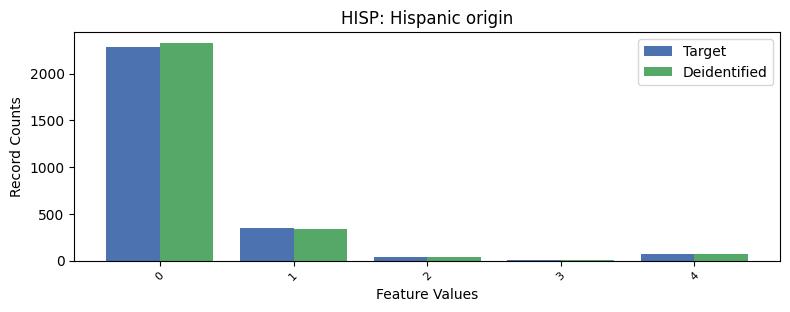 HISP: Hispanic origin
Target
Deidentified
2000
1500
1000
500
0
Record Counts
0 1 2 3 4
Feature Values